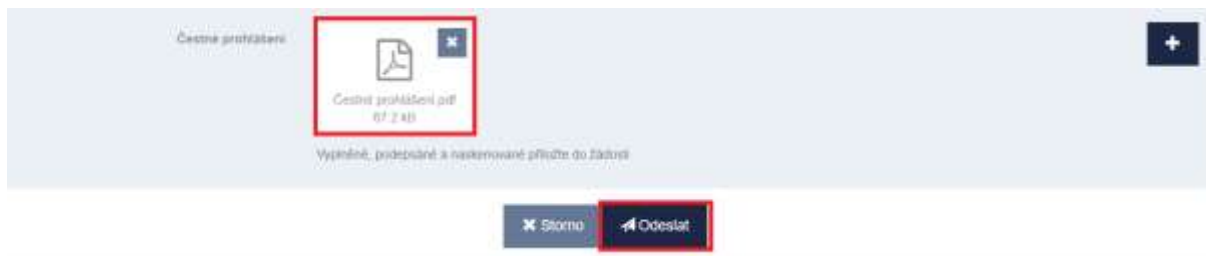 Čestné prohlášení
Čestné prohlášení.pdf
67.2 kB
Vyplněné, podepsané a naskenované přiložte do žádosti
Storno
Odeslat